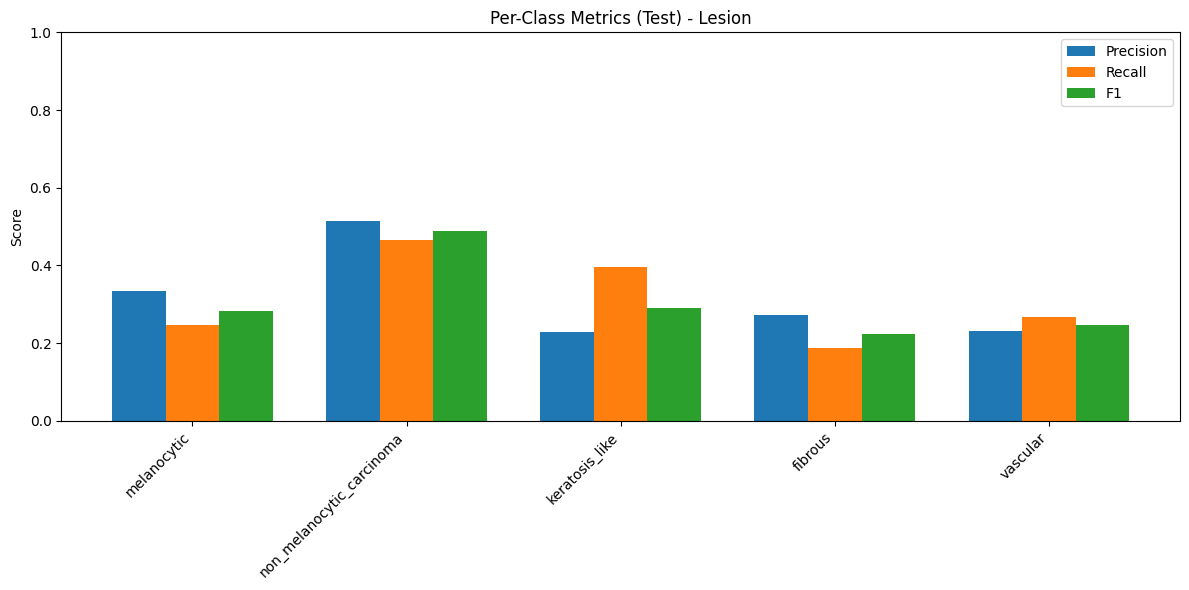 Per-Class Metrics (Test) - Lesion
Precision
Recall
F1
Score
1.0
0.8
0.6
0.4
0.2
0.0
melanocytic
non_melanocytic_carcinoma
keratosis_like
fibrous
vascular